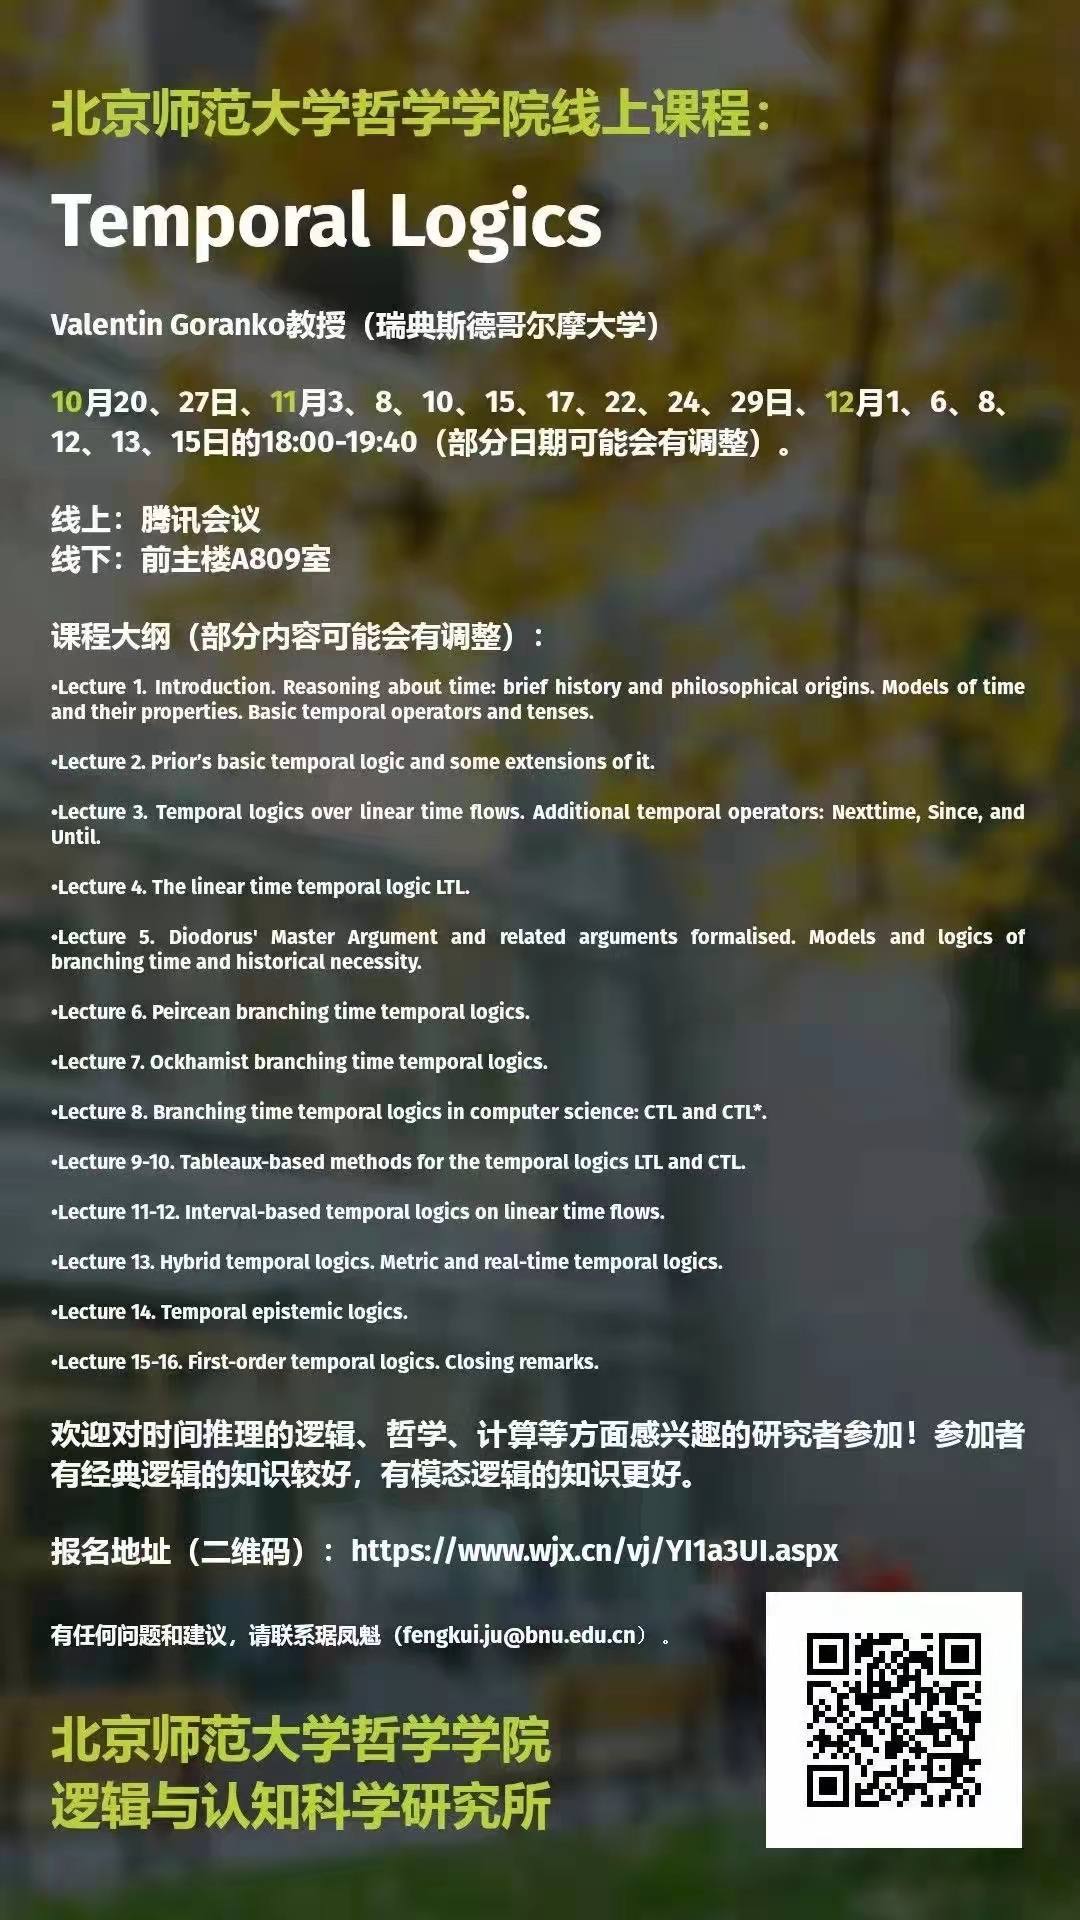 北京师范大学哲学学院线上课程：
Temporal Logics
Valentin Goranko教授（瑞典斯德哥尔摩大学）
10月20、27日、11月3、8、10、15、17、22、24、29日、12月1、6、8、
12、13、15日的18:00-19:40（部分日期可能会有调整）。
线上：腾讯会议
线下：前主楼A809室
课程大纲（部分内容可能会有调整）：
•Lecture 1. Introduction. Reasoning about time: brief history and philosophical origins. Models of time
and their properties. Basic temporal operators and tenses.
•Lecture 2. Prior’s basic temporal logic and some extensions of it.
•Lecture 3. Temporal logics over linear time flows. Additional temporal operators: Nexttime, Since, and
Until.
•Lecture 4. The linear time temporal logic LTL.
•Lecture 5. Diodorus' Master Argument and related arguments formalised. Models and logics of
branching time and historical necessity.
•Lecture 6. Peircean branching time temporal logics.
•Lecture 7. Ockhamist branching time temporal logics.
•Lecture 8. Branching time temporal logics in computer science: CTL and CTL*.
•Lecture 9-10. Tableaux-based methods for the temporal logics LTL and CTL.
•Lecture 11-12. Interval-based temporal logics on linear time flows.
•Lecture 13. Hybrid temporal logics. Metric and real-time temporal logics.
•Lecture 14. Temporal epistemic logics.
•Lecture 15-16. First-order temporal logics. Closing remarks.
欢迎对时间推理的逻辑、哲学、计算等方面感兴趣的研究者参加！参加者
有经典逻辑的知识较好，有模态逻辑的知识更好。
报名地址（二维码）：https://www.wjx.cn/vj/YI1a3UI.aspx
有任何问题和建议，请联系琚凤魁（fengkui.ju@bnu.edu.cn）。
北京师范大学哲学学院
逻辑与认知科学研究所